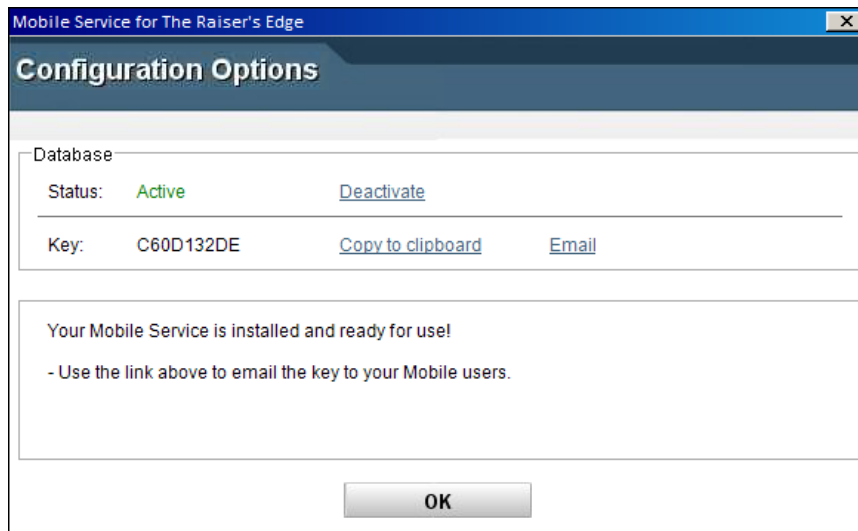 Mobile Service for The Raiser's Edge
Configuration Options
Database
Status: Active Deactivate
Key: C60D132DE Copy to clipboard Email
Your Mobile Service is installed and ready for use!
- Use the link above to email the key to your Mobile users.
OK